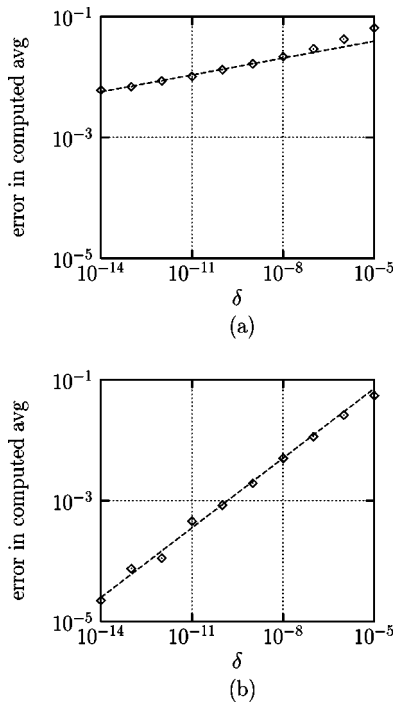 10⁻¹
error in computed avg
10⁻³
10⁻⁵
10⁻¹⁴ 10⁻¹¹ 10⁻⁸ 10⁻⁵
δ
(a)
10⁻¹
error in computed avg
10⁻³
10⁻⁵
10⁻¹⁴ 10⁻¹¹ 10⁻⁸ 10⁻⁵
δ
(b)